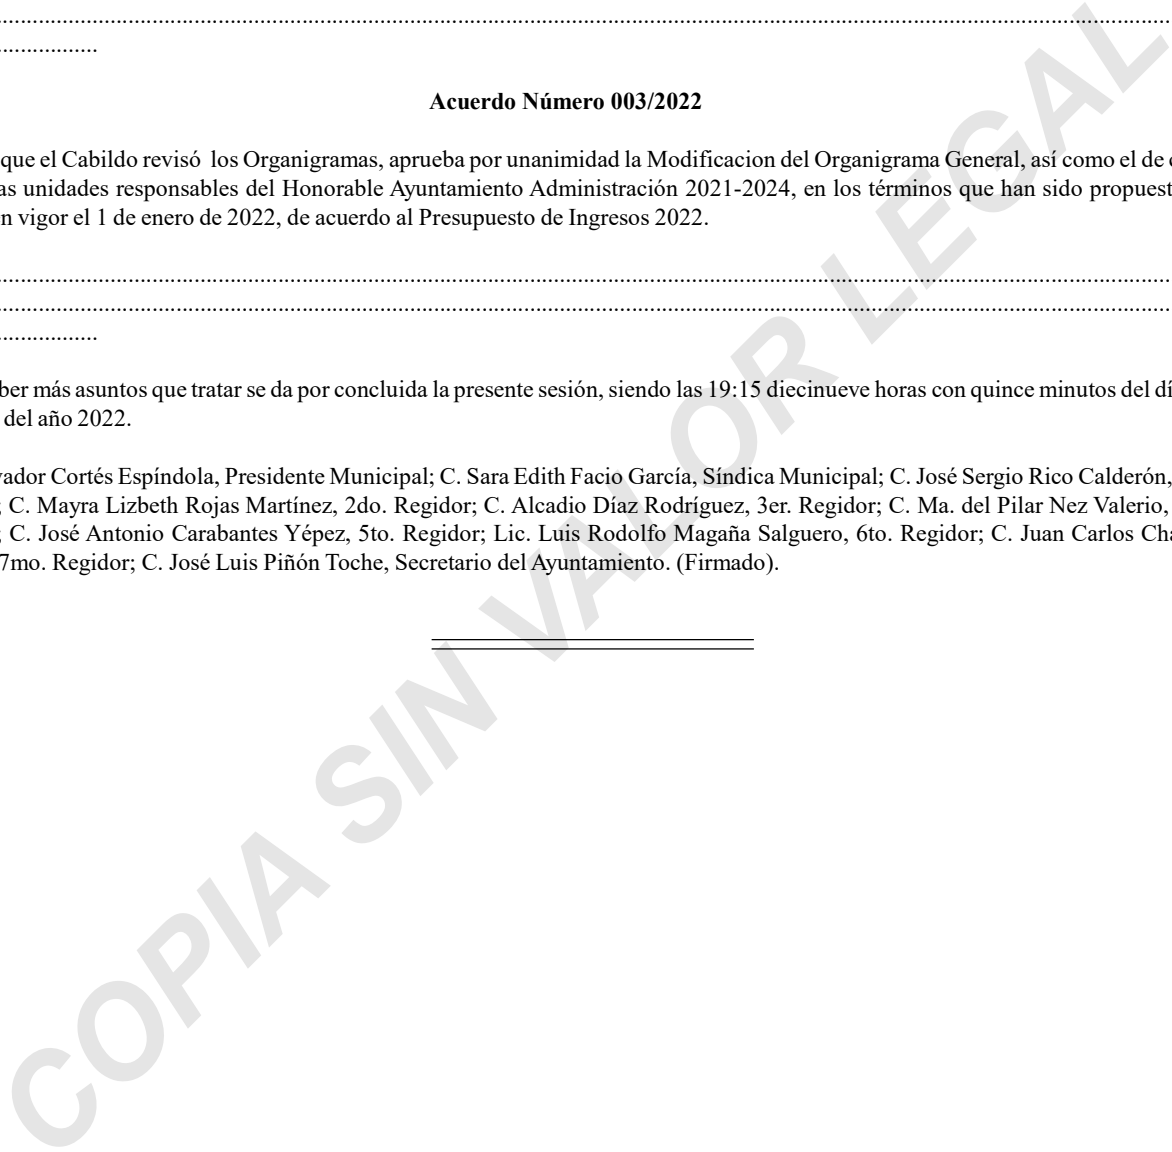 ................................................................................
.................
Acuerdo Número 003/2022
que el Cabildo revisó los Organigramas, aprueba por unanimidad la Modificacion del Organigrama General, así como el de
as unidades responsables del Honorable Ayuntamiento Administración 2021-2024, en los términos que han sido propuest
n vigor el 1 de enero de 2022, de acuerdo al Presupuesto de Ingresos 2022.
................................................................................
................................................................................
.................
ber más asuntos que tratar se da por concluida la presente sesión, siendo las 19:15 diecinueve horas con quince minutos del dí
del año 2022.
vador Cortés Espíndola, Presidente Municipal; C. Sara Edith Facio García, Síndica Municipal; C. José Sergio Rico Calderón,
; C. Mayra Lizbeth Rojas Martínez, 2do. Regidor; C. Alcadio Díaz Rodríguez, 3er. Regidor; C. Ma. del Pilar Nez Valerio,
; C. José Antonio Carabantes Yépez, 5to. Regidor; Lic. Luis Rodolfo Magaña Salguero, 6to. Regidor; C. Juan Carlos Cha
7mo. Regidor; C. José Luis Piñón Toche, Secretario del Ayuntamiento. (Firmado).
COPIA SIN VALOR LEGAL